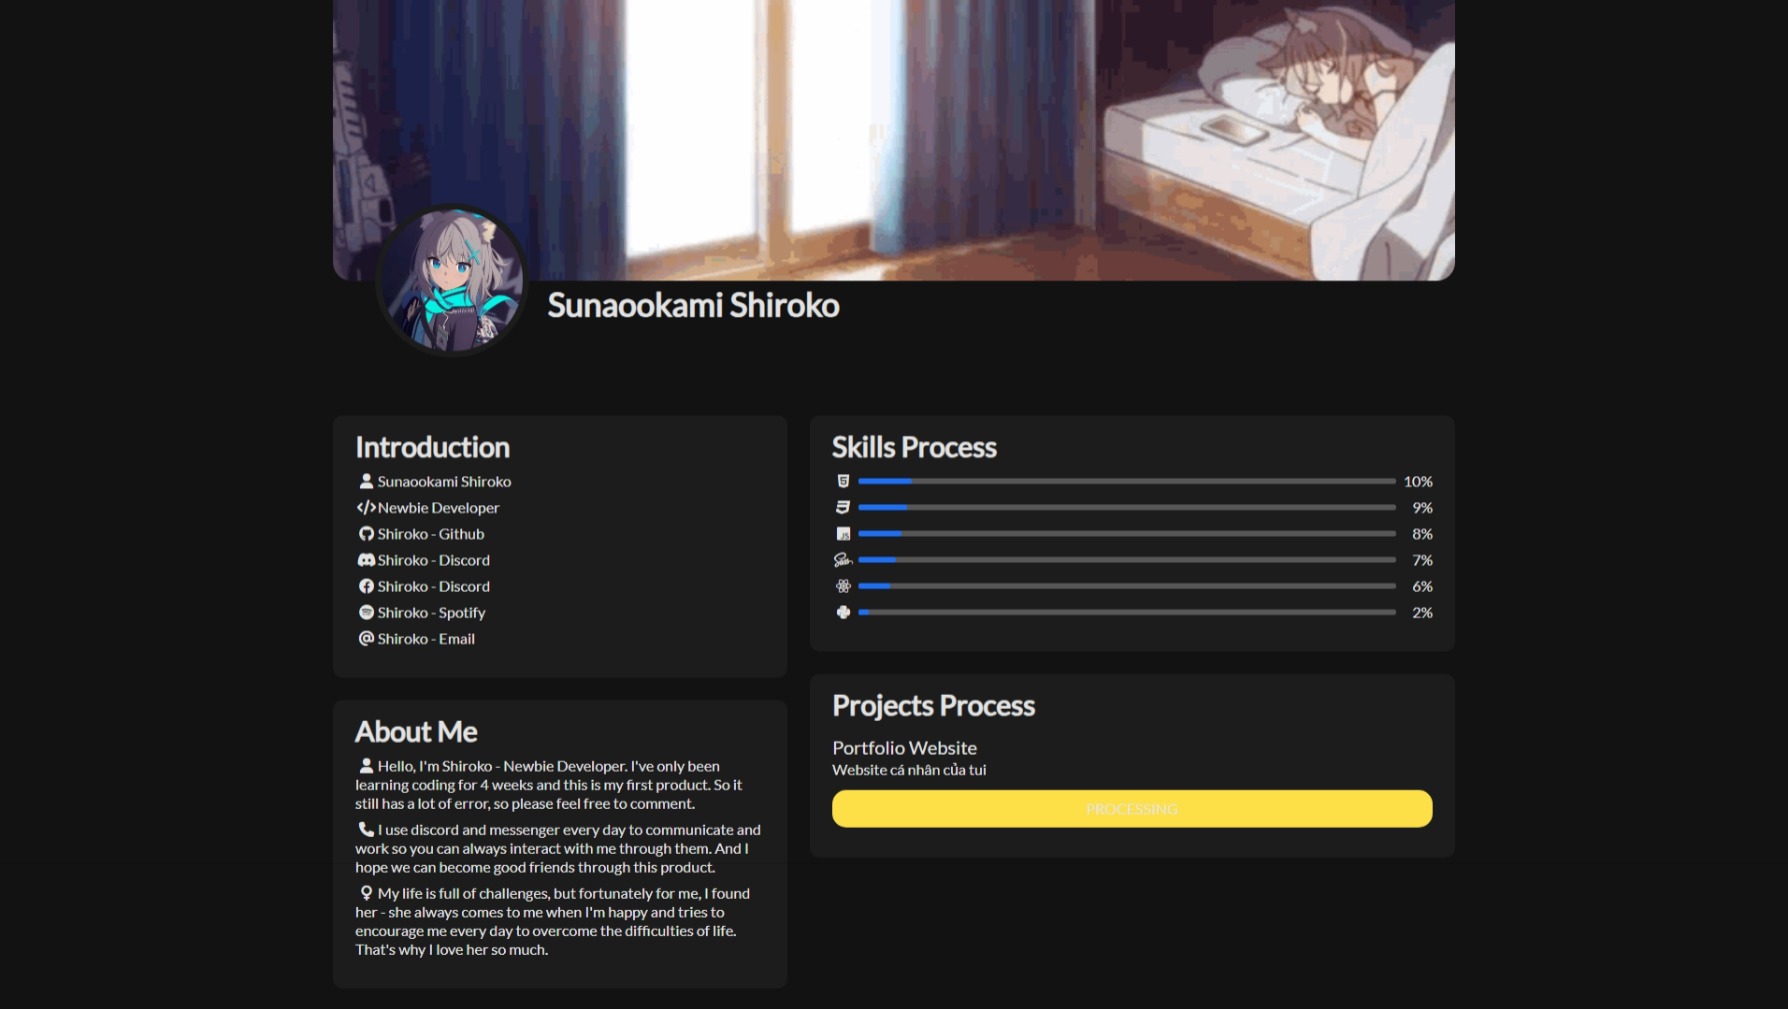 Sunaookami Shiroko
Introduction
Sunaookami Shiroko
Newbie Developer
Shiroko - Github
Shiroko - Discord
Shiroko - Discord
Shiroko - Spotify
Shiroko - Email
About Me
Hello, I'm Shiroko - Newbie Developer. I've only been
learning coding for 4 weeks and this is my first product. So it
still has a lot of error, so please feel free to comment.
I use discord and messenger every day to communicate and
work so you can always interact with me through them. And I
hope we can become good friends through this product.
My life is full of challenges, but fortunately for me, I found
her - she always comes to me when I'm happy and tries to
encourage me every day to overcome the difficulties of life.
That's why I love her so much.
Skills Process
10%
9%
JS 8%
Sass 7%
6%
2%
Projects Process
Portfolio Website
Website cá nhân của tui
PROCESSING